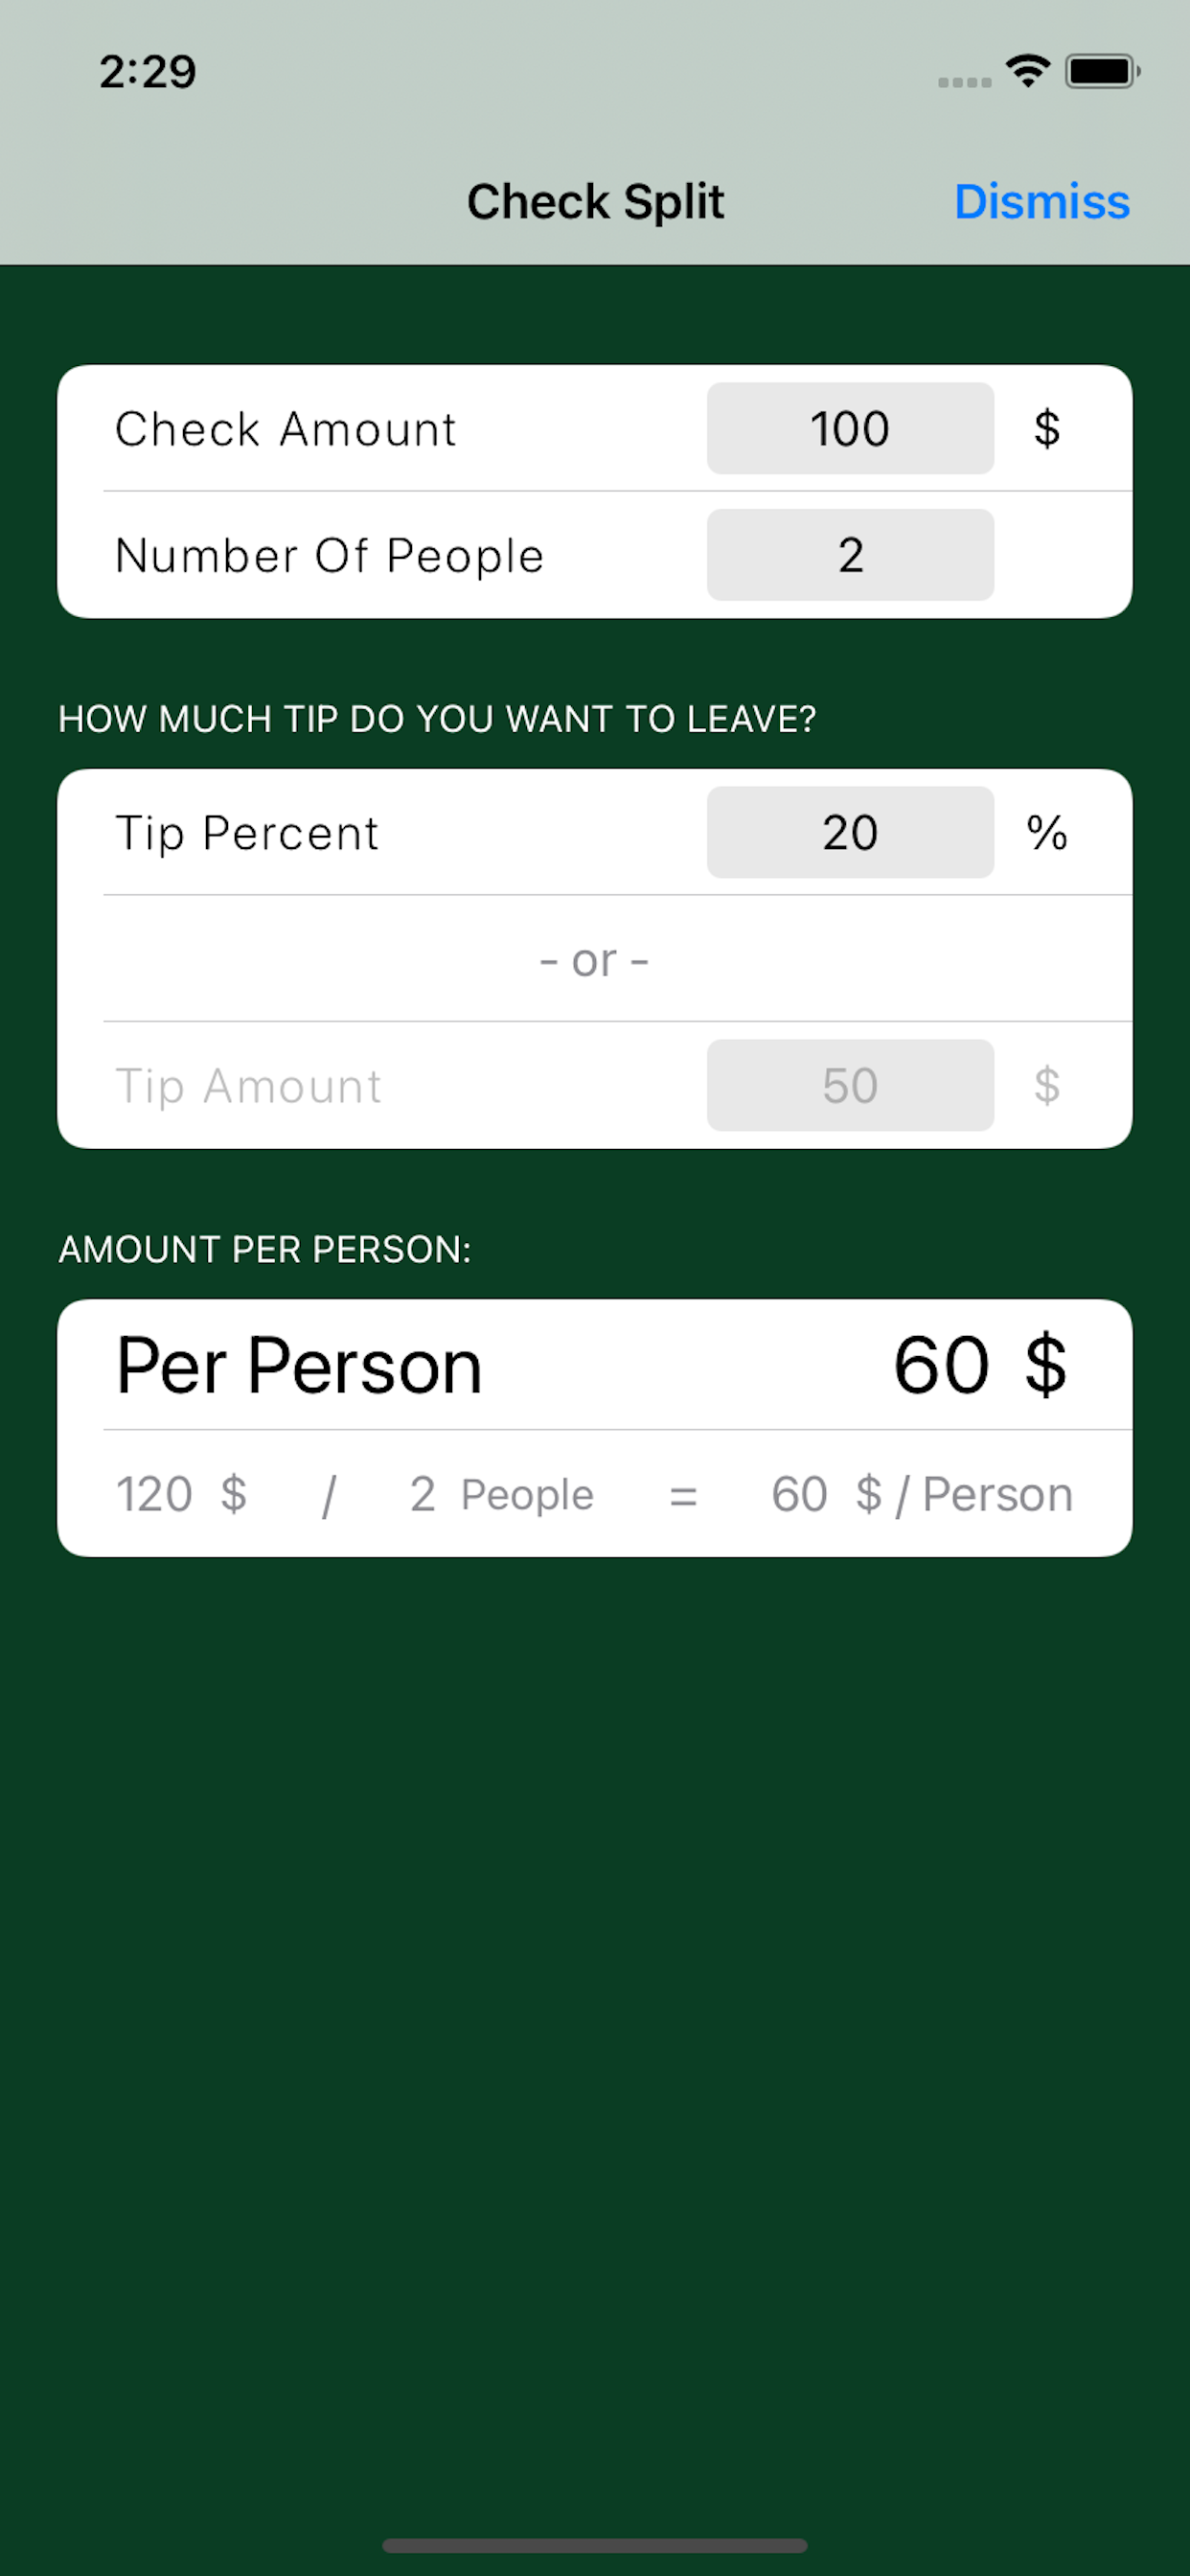 2:29
Check Split Dismiss
Check Amount 100 $
Number Of People 2
HOW MUCH TIP DO YOU WANT TO LEAVE?
Tip Percent 20 %
- or -
Tip Amount 50 $
AMOUNT PER PERSON:
Per Person 60 $
120 $ / 2 People = 60 $ / Person